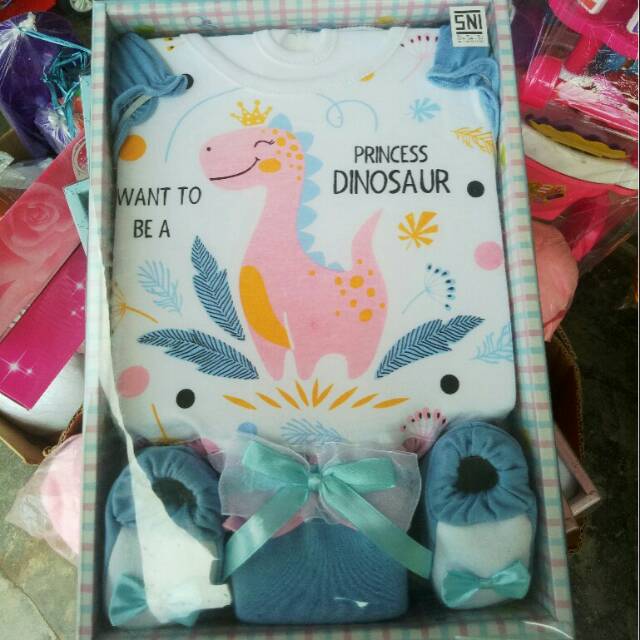 SNI
WANT TO
BE A
PRINCESS
DINOSAUR